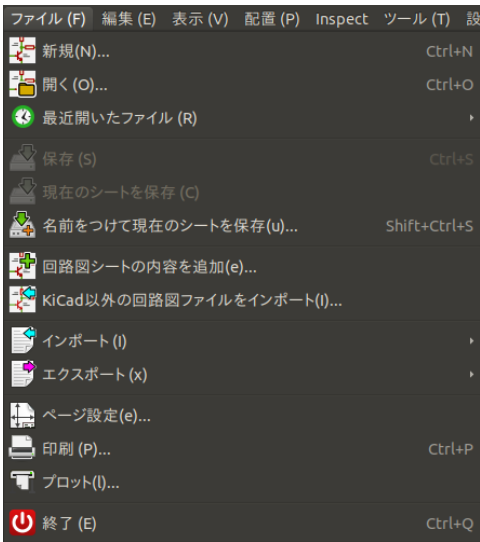 ファイル (F) 編集 (E) 表示 (V) 配置 (P) Inspect ツール (T) 設
新規(N)... Ctrl+N
開く(O)... Ctrl+O
最近開いたファイル (R)
保存 (S) Ctrl+S
現在のシートを保存 (C)
名前をつけて現在のシートを保存(u)... Shift+Ctrl+S
回路図シートの内容を追加(e)...
KiCad以外の回路図ファイルをインポート(I)...
インポート (I)
エクスポート (x)
ページ設定(e)...
印刷 (P)... Ctrl+P
プロット(l)...
終了 (E) Ctrl+Q